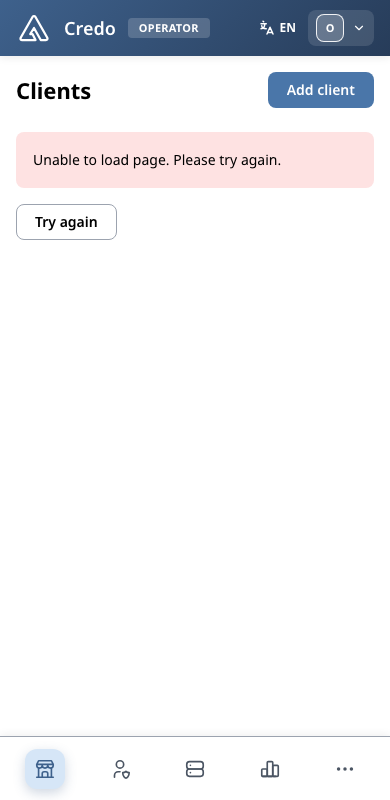 Credo OPERATOR EN O
Clients Add client
Unable to load page. Please try again.
Try again